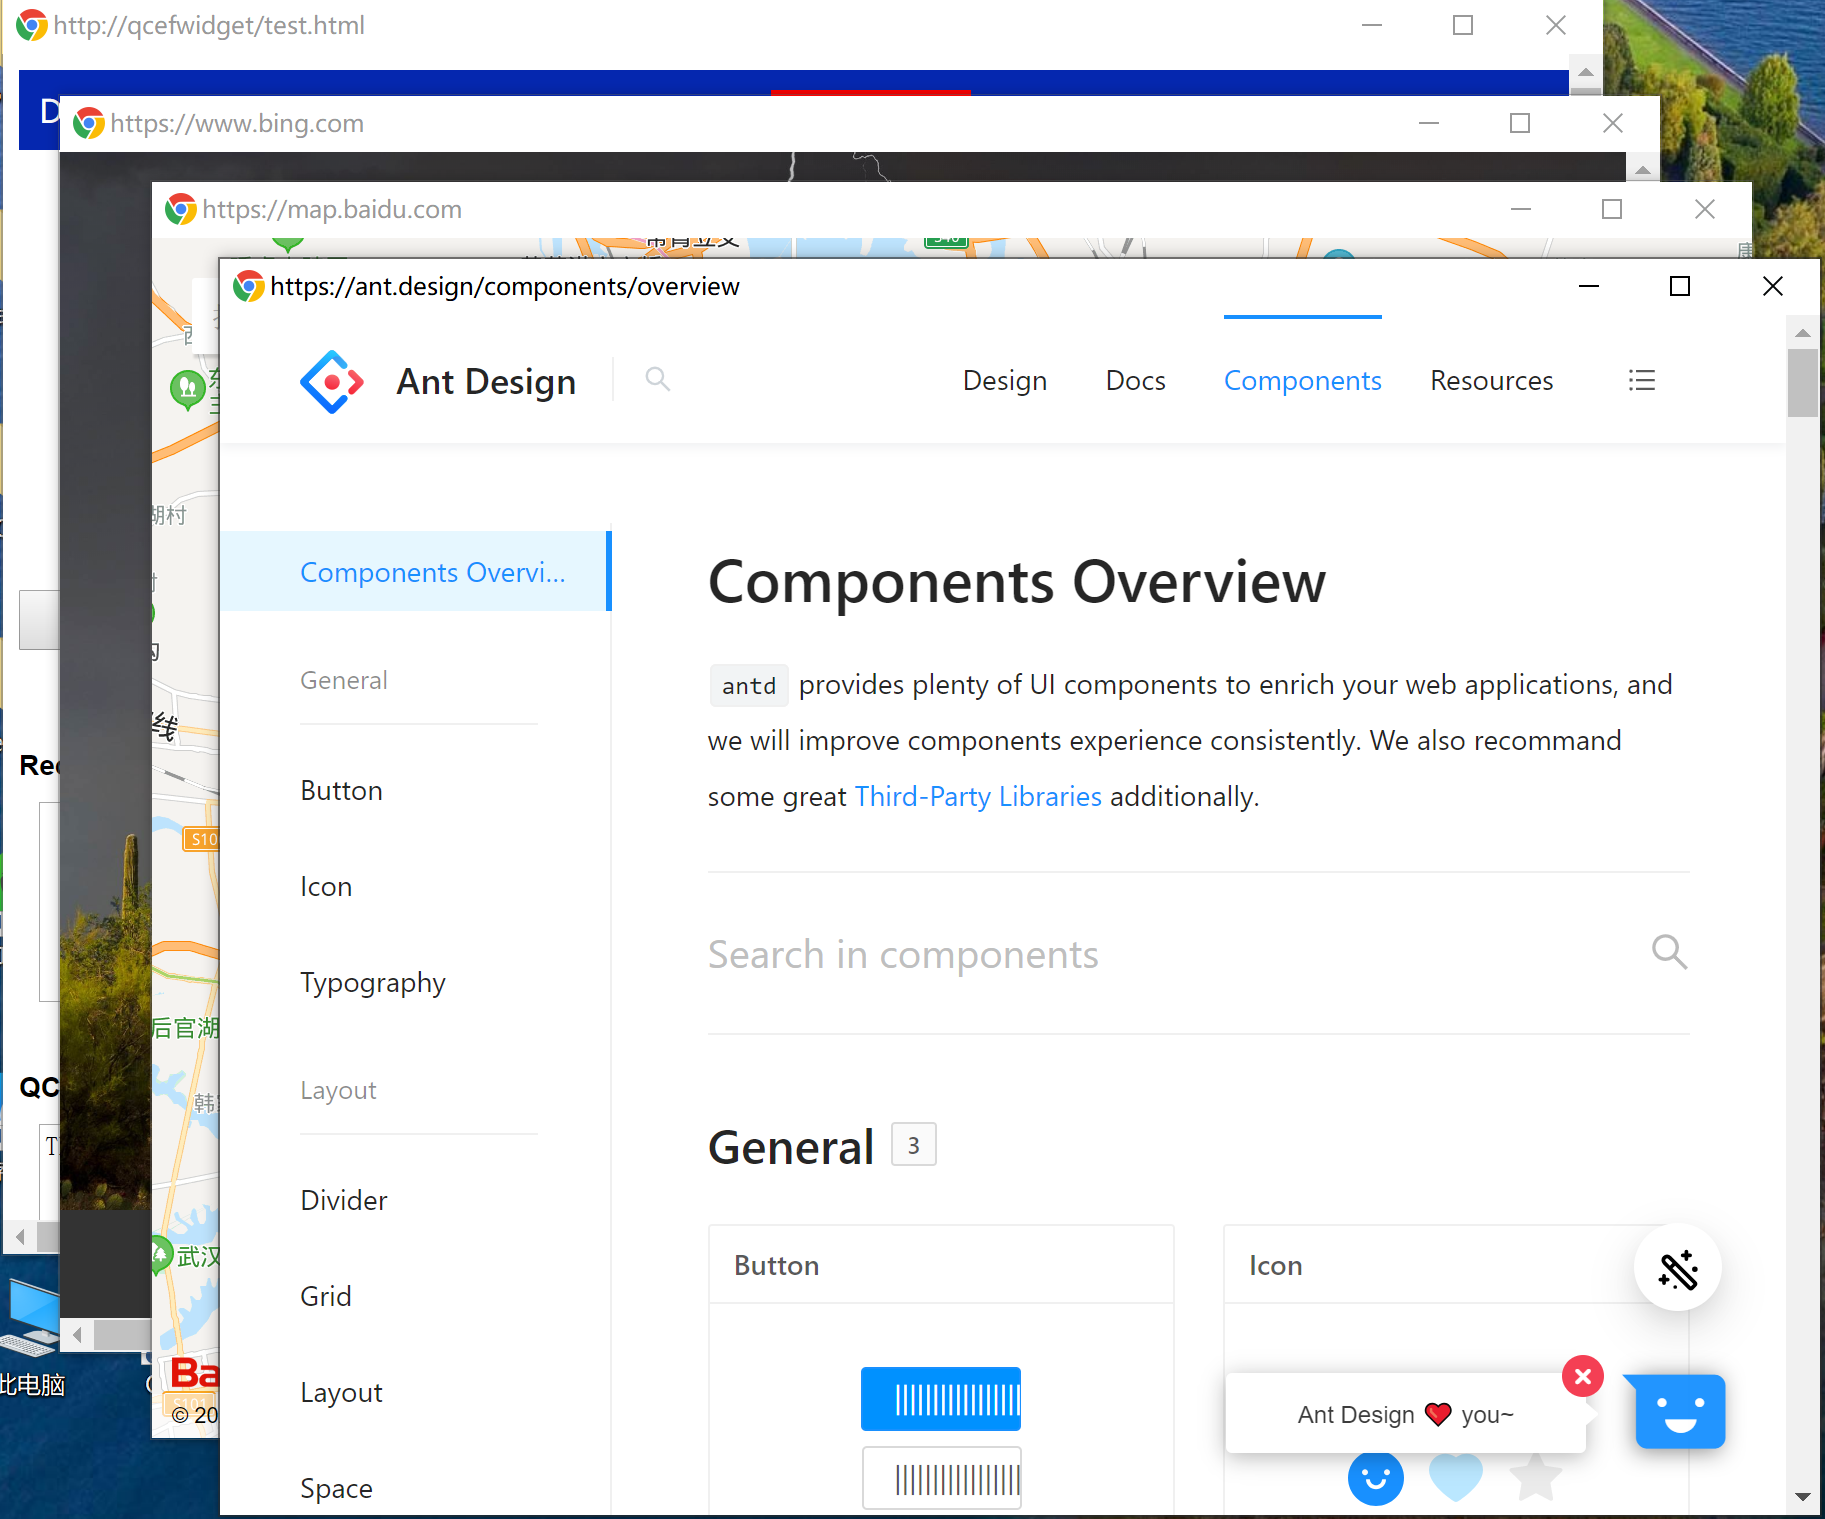 http://qcefwidget/test.html
https://www.bing.com
https://map.baidu.com
https://ant.design/components/overview
Ant Design
Design
Docs
Components
Resources
湖村
线
S10
后官湖
韩
武汉
Ba
S101
© 20
此电脑
D
Rec
QC
T
Components Overvi...
General
Button
Icon
Typography
Layout
Divider
Grid
Layout
Space
Components Overview
antd provides plenty of UI components to enrich your web applications, and
we will improve components experience consistently. We also recommand
some great Third-Party Libraries additionally.
Search in components
General 3
Button
Icon
Ant Design ❤ you~